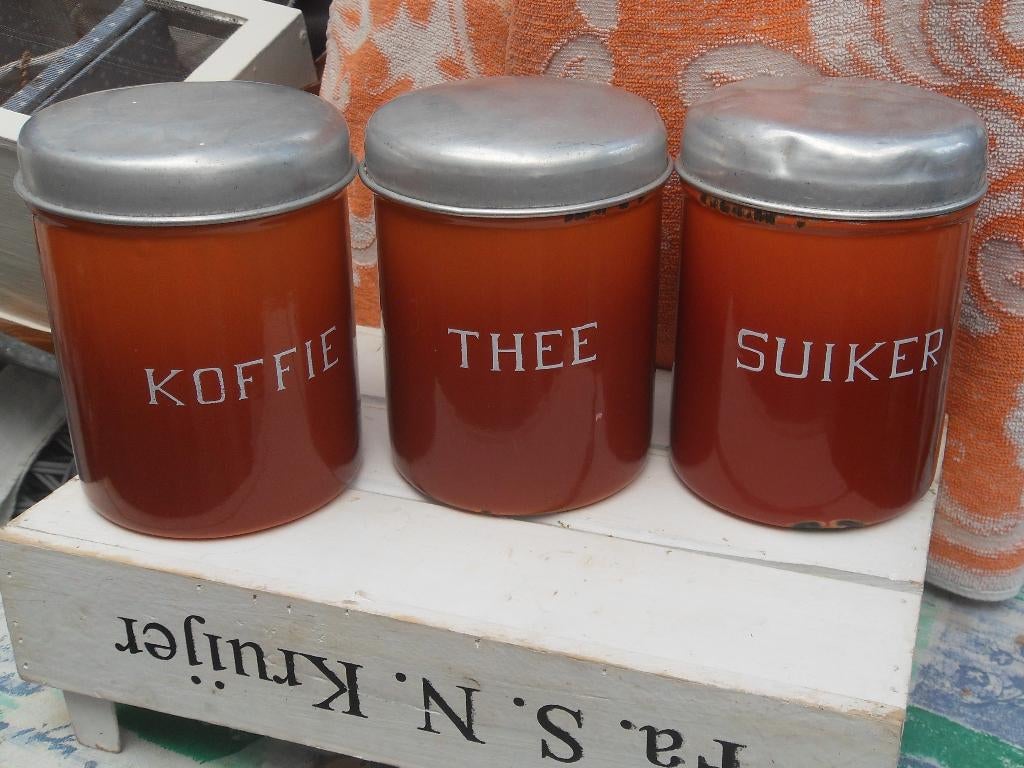 KOFFIE
THEE
SUIKER
Fa. S. N. Kruijer